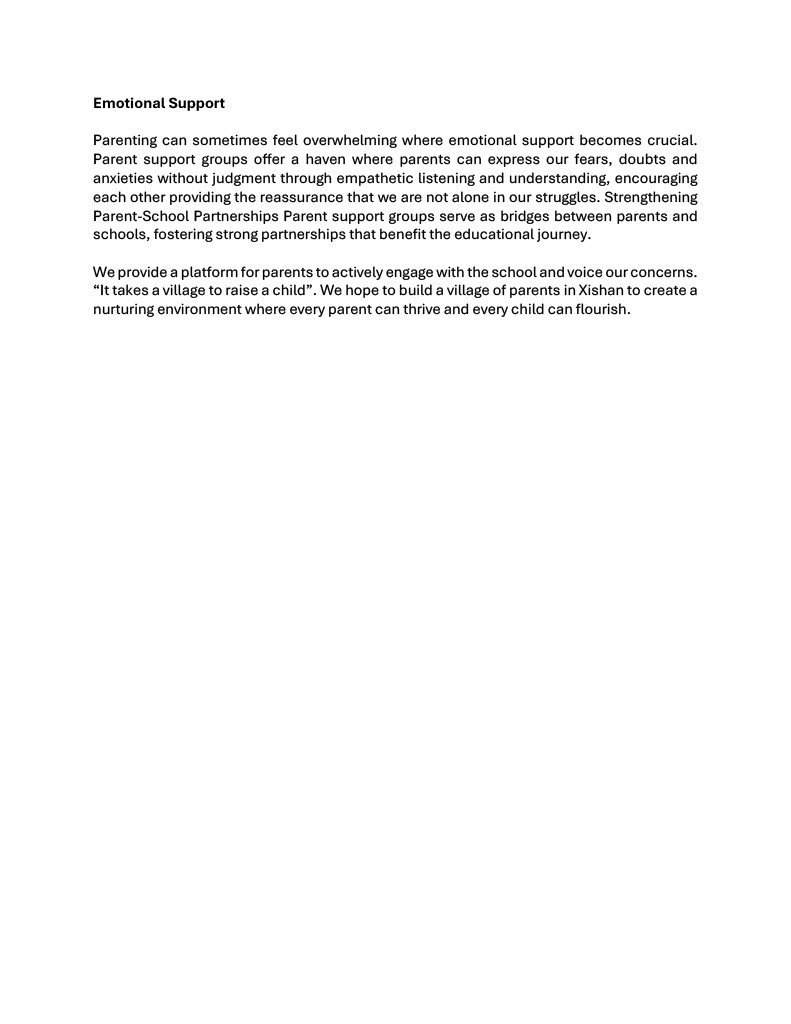 Emotional Support
Parenting can sometimes feel overwhelming where emotional support becomes crucial.
Parent support groups offer a haven where parents can express our fears, doubts and
anxieties without judgment through empathetic listening and understanding, encouraging
each other providing the reassurance that we are not alone in our struggles. Strengthening
Parent-School Partnerships Parent support groups serve as bridges between parents and
schools, fostering strong partnerships that benefit the educational journey.
We provide a platform for parents to actively engage with the school and voice our concerns.
“It takes a village to raise a child”. We hope to build a village of parents in Xishan to create a
nurturing environment where every parent can thrive and every child can flourish.